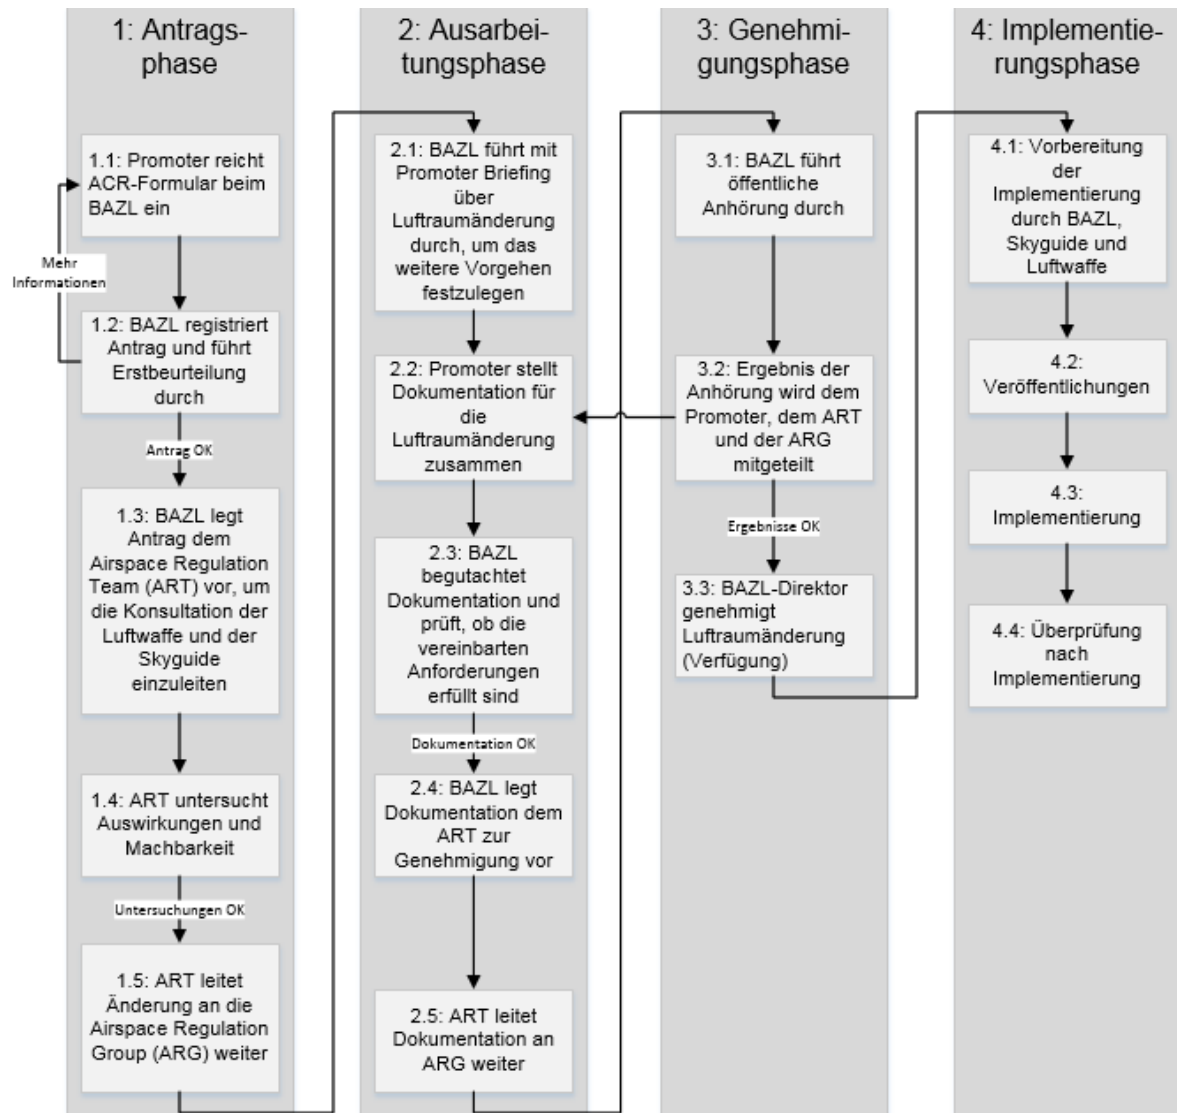 1: Antrags-
phase
1.1: Promoter reicht
ACR-Formular beim
BAZL ein
Mehr
Informationen
1.2: BAZL registriert
Antrag und führt
Erstbeurteilung
durch
Antrag OK
1.3: BAZL legt
Antrag dem
Airspace Regulation
Team (ART) vor, um
die Konsultation der
Luftwaffe und der
Skyguide
einzuleiten
1.4: ART untersucht
Auswirkungen und
Machbarkeit
Untersuchungen OK
1.5: ART leitet
Änderung an die
Airspace Regulation
Group (ARG) weiter
2: Ausarbei-
tungsphase
2.1: BAZL führt mit
Promoter Briefing
über
Luftraumänderung
durch, um das
weitere Vorgehen
festzulegen
2.2: Promoter stellt
Dokumentation für
die
Luftraumänderung
zusammen
2.3: BAZL
begutachtet
Dokumentation und
prüft, ob die
vereinbarten
Anforderungen
erfüllt sind
Dokumentation OK
2.4: BAZL legt
Dokumentation dem
ART zur
Genehmigung vor
2.5: ART leitet
Dokumentation an
ARG weiter
3: Genehmi-
gungsphase
3.1: BAZL führt
öffentliche
Anhörung durch
3.2: Ergebnis der
Anhörung wird dem
Promoter, dem ART
und der ARG
mitgeteilt
Ergebnisse OK
3.3: BAZL-Direktor
genehmigt
Luftraumänderung
(Verfügung)
4: Implementie-
rungsphase
4.1: Vorbereitung
der
Implementierung
durch BAZL,
Skyguide und
Luftwaffe
4.2:
Veröffentlichungen
4.3:
Implementierung
4.4: Überprüfung
nach
Implementierung